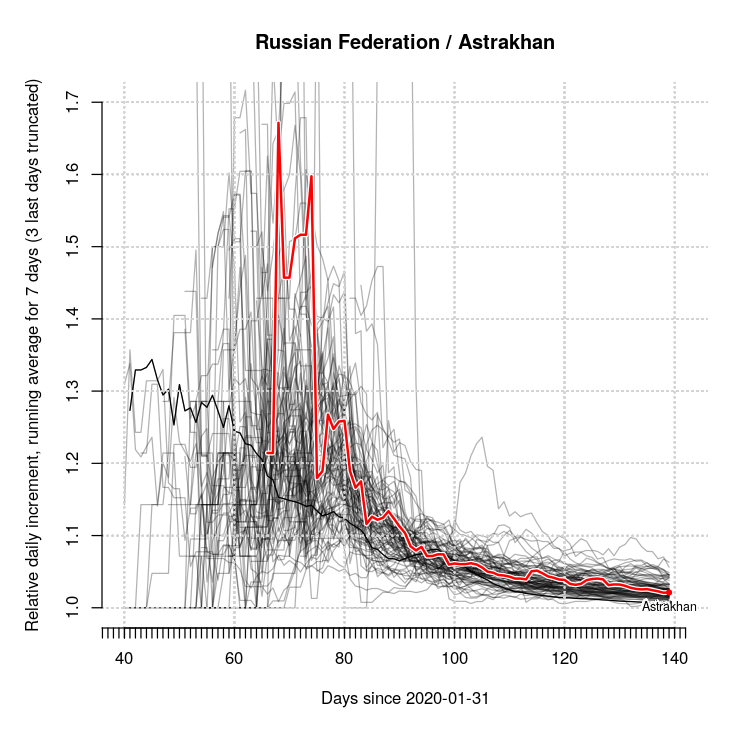 Russian Federation / Astrakhan
Relative daily increment, running average for 7 days (3 last days truncated)
1.7
1.6
1.5
1.4
1.3
1.2
1.1
1.0
Astrakhan
40 60 80 100 120 140
Days since 2020-01-31